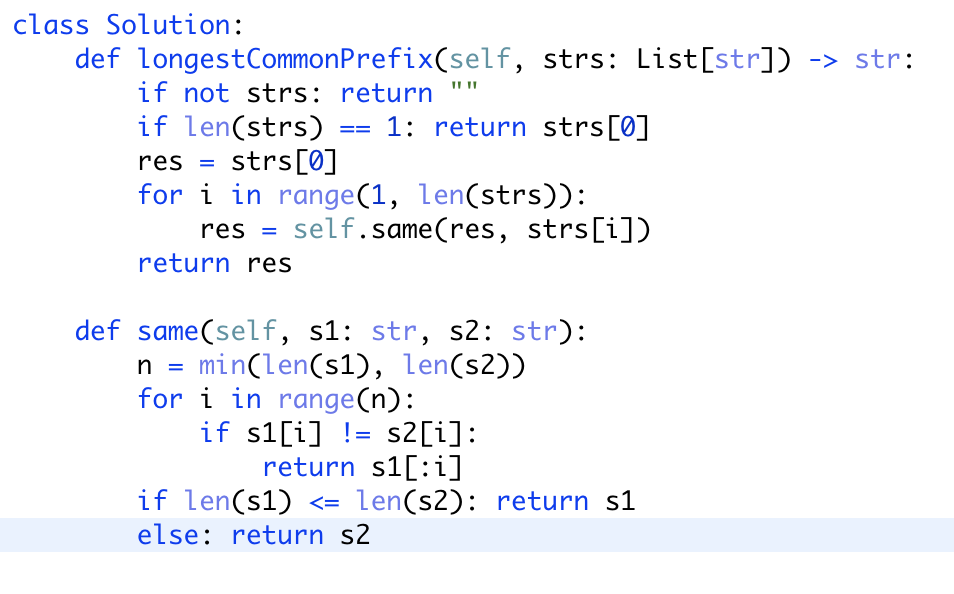 class Solution:
    def longestCommonPrefix(self, strs: List[str]) -> str:
        if not strs: return ""
        if len(strs) == 1: return strs[0]
        res = strs[0]
        for i in range(1, len(strs)):
            res = self.same(res, strs[i])
        return res

    def same(self, s1: str, s2: str):
        n = min(len(s1), len(s2))
        for i in range(n):
            if s1[i] != s2[i]:
                return s1[:i]
        if len(s1) <= len(s2): return s1
        else: return s2